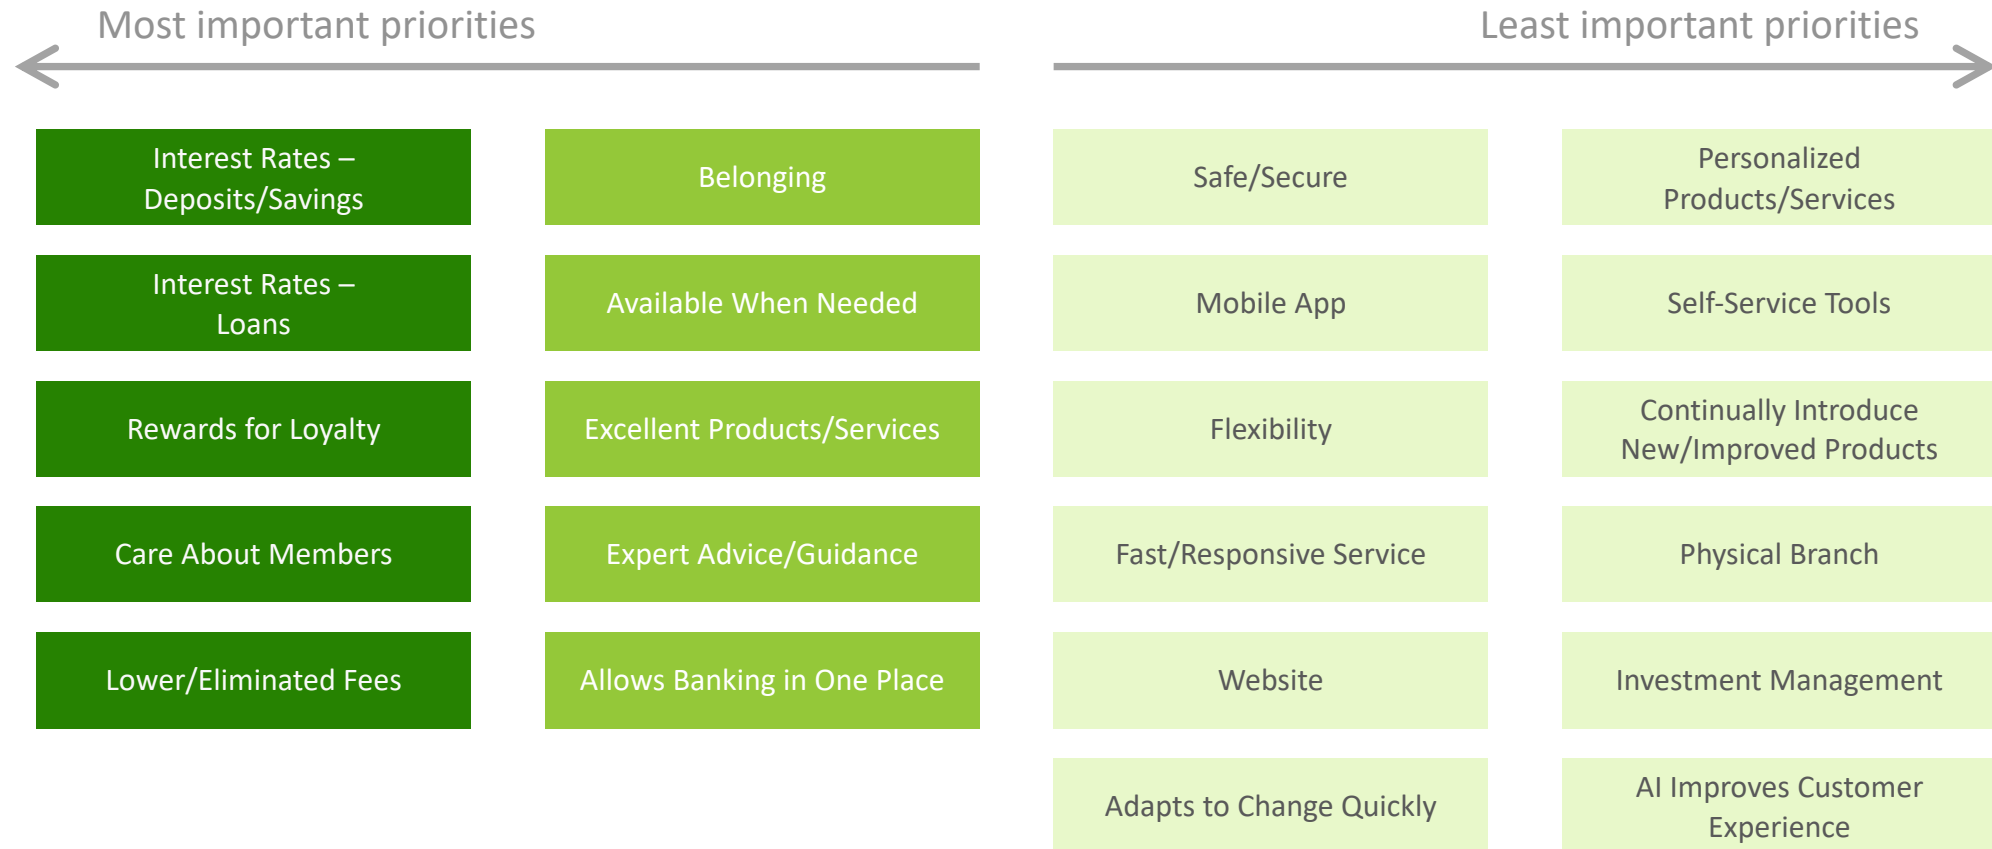 Most important priorities
Least important priorities
Interest Rates –
Deposits/Savings
Interest Rates –
Loans
Rewards for Loyalty
Care About Members
Lower/Eliminated Fees
Belonging
Available When Needed
Excellent Products/Services
Expert Advice/Guidance
Allows Banking in One Place
Safe/Secure
Mobile App
Flexibility
Fast/Responsive Service
Website
Adapts to Change Quickly
Personalized
Products/Services
Self-Service Tools
Continually Introduce
New/Improved Products
Physical Branch
Investment Management
AI Improves Customer
Experience